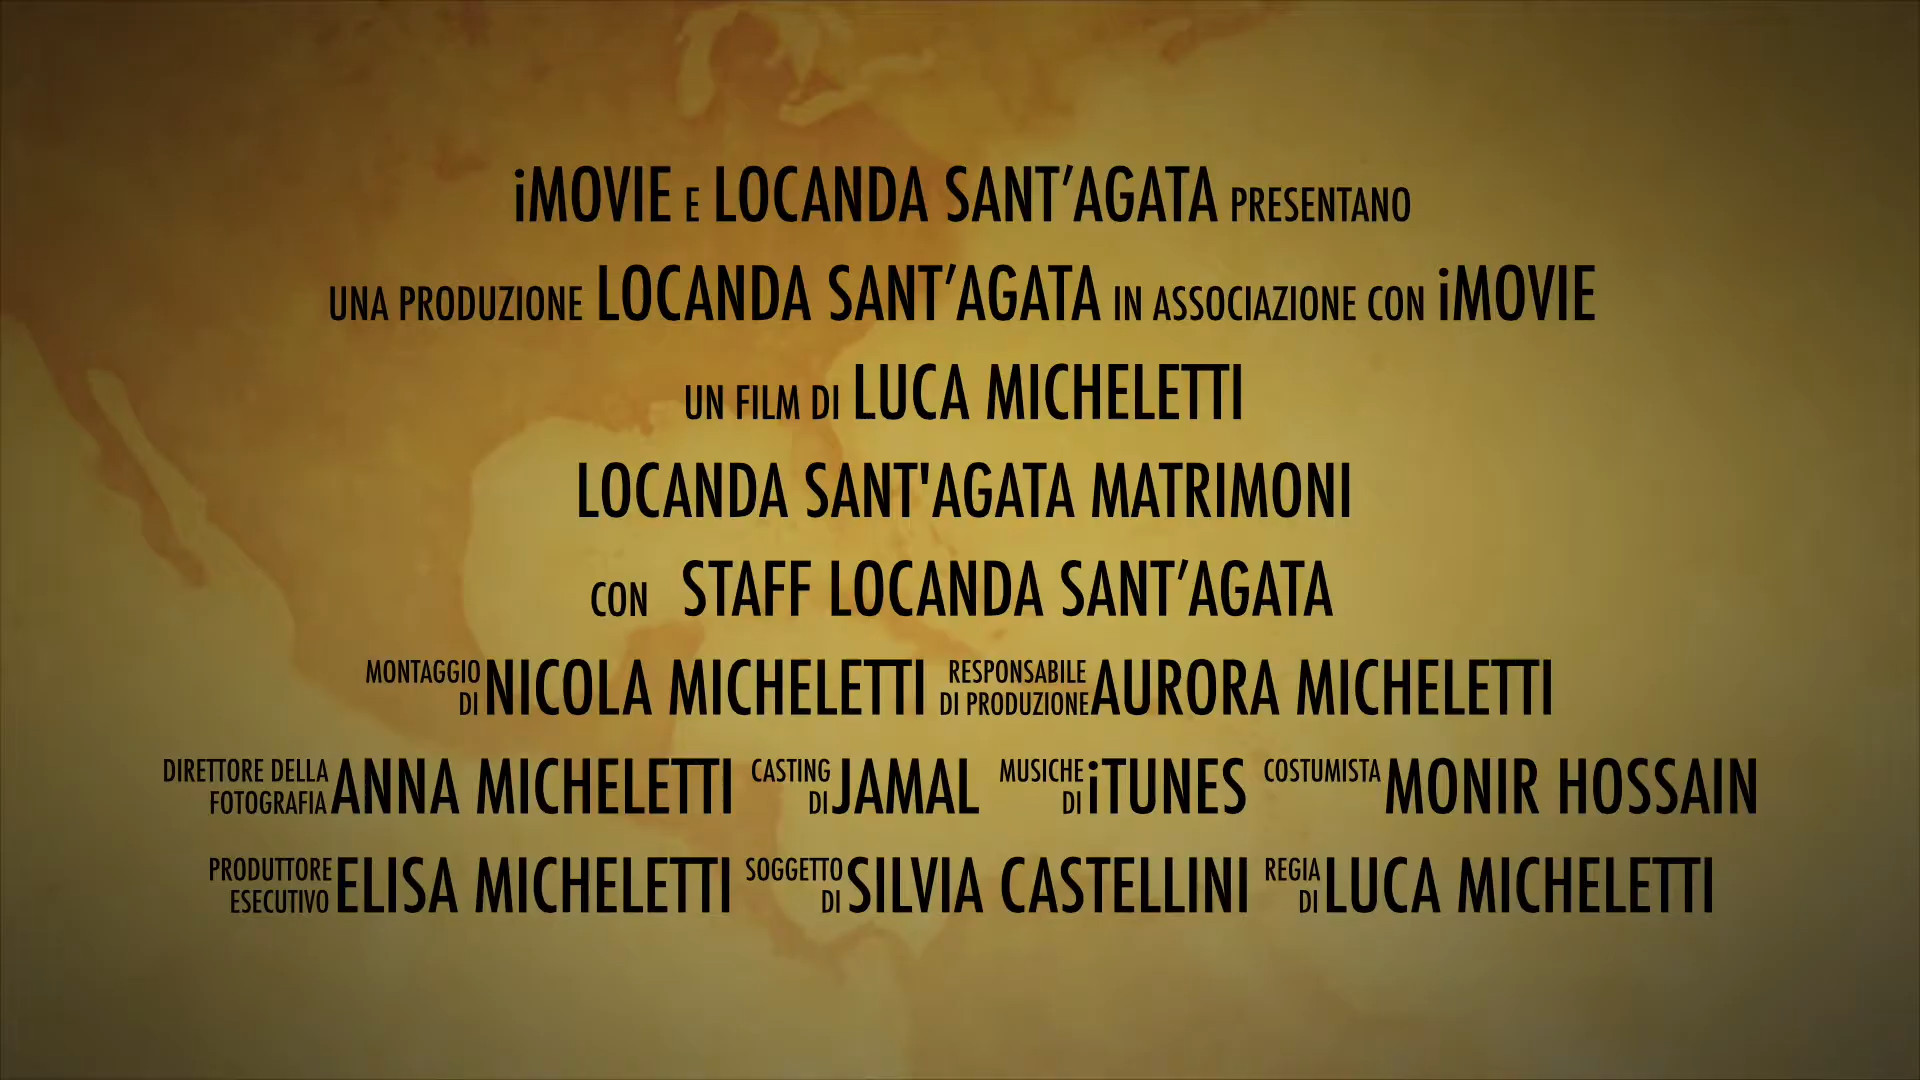 iMOVIE E LOCANDA SANT’AGATA PRESENTANO
UNA PRODUZIONE LOCANDA SANT’AGATA IN ASSOCIAZIONE CON iMOVIE
UN FILM DI LUCA MICHELETTI
LOCANDA SANT'AGATA MATRIMONI
CON STAFF LOCANDA SANT’AGATA
MONTAGGIO DI NICOLA MICHELETTI RESPONSABILE DI PRODUZIONE AURORA MICHELETTI
DIRETTORE DELLA FOTOGRAFIA ANNA MICHELETTI CASTING DI JAMAL MUSICHE DI iTUNES COSTUMISTA MONIR HOSSAIN
PRODUTTORE ESECUTIVO ELISA MICHELETTI SOGGETTO DI SILVIA CASTELLINI REGIA DI LUCA MICHELETTI